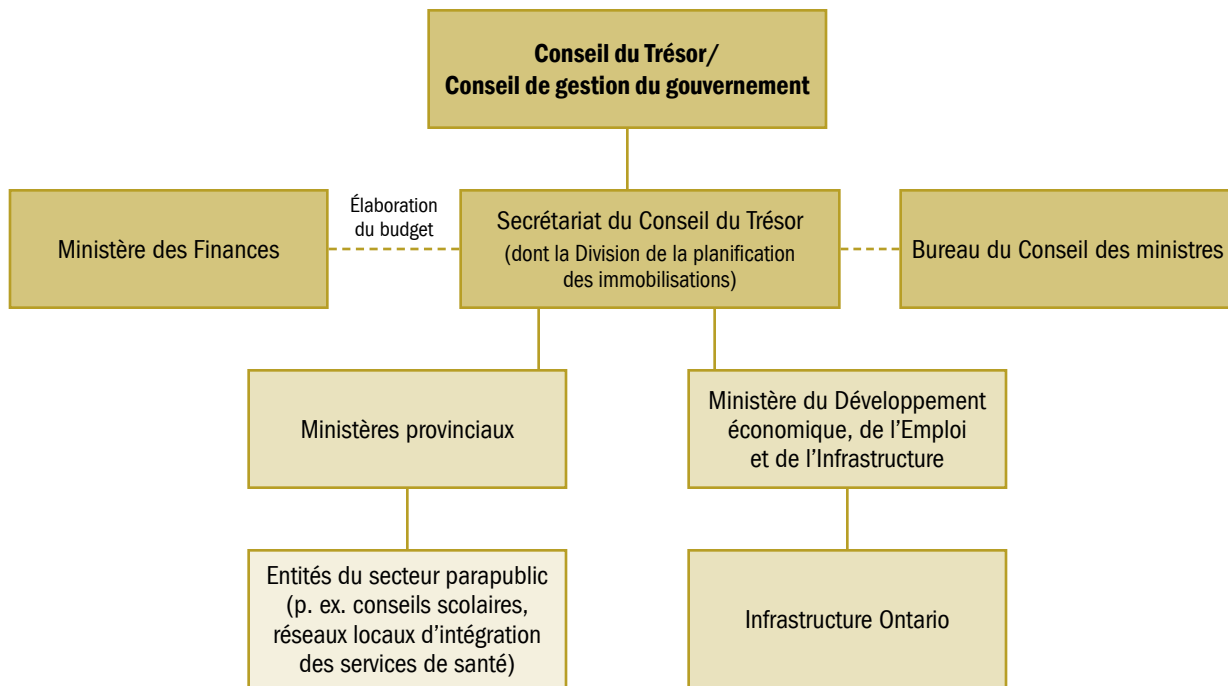 Conseil du Trésor/
Conseil de gestion du gouvernement
Ministère des Finances
Élaboration
du budget
Secrétariat du Conseil du Trésor
(dont la Division de la planification
des immobilisations)
Bureau du Conseil des ministres
Ministères provinciaux
Ministère du Développement
économique, de l’Emploi
et de l’Infrastructure
Entités du secteur parapublic
(p. ex. conseils scolaires,
réseaux locaux d’intégration
des services de santé)
Infrastructure Ontario